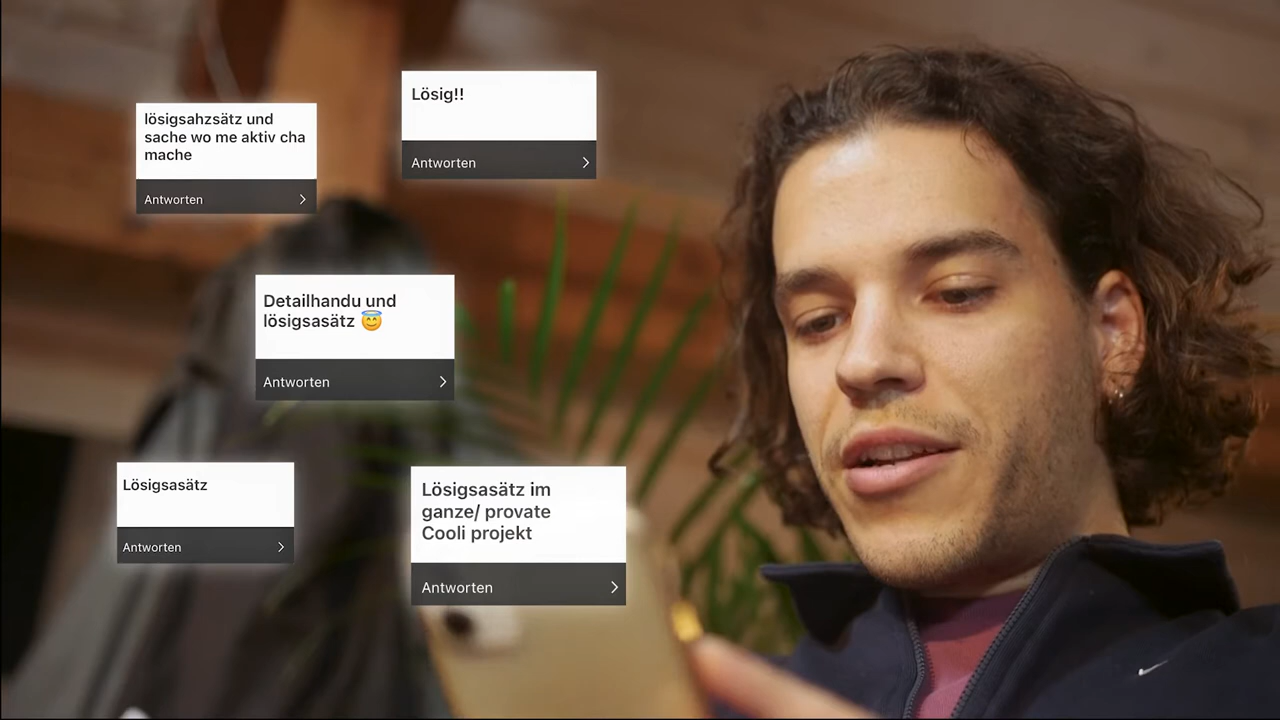 Lösig!!
Antworten
lösigsahzsätz und
sache wo me aktiv cha
mache
Antworten
Detailhandu und
lösigsasätz 😇
Antworten
Lösigsasätz
Antworten
Lösigsasätz im
ganze/ provate
Cooli projekt
Antworten